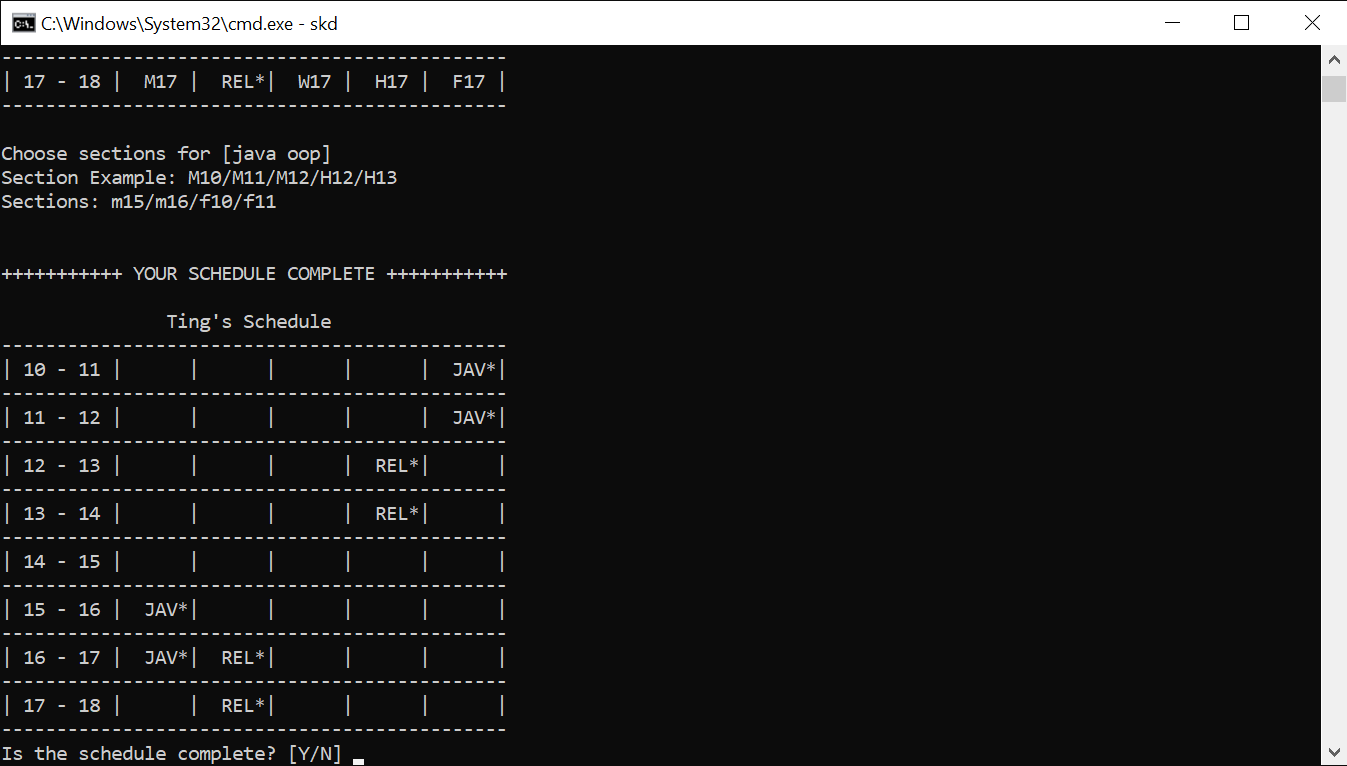 C:\Windows\System32\cmd.exe - skd
----------------------------------------------
| 17 - 18 |  M17 |  REL*|  W17 |  H17 |  F17 |
----------------------------------------------
Choose sections for [java oop]
Section Example: M10/M11/M12/H12/H13
Sections: m15/m16/f10/f11
+++++++++++ YOUR SCHEDULE COMPLETE +++++++++++
Ting's Schedule
----------------------------------------------
| 10 - 11 |      |      |      |      |  JAV*|
----------------------------------------------
| 11 - 12 |      |      |      |      |  JAV*|
----------------------------------------------
| 12 - 13 |      |      |      |  REL*|      |
----------------------------------------------
| 13 - 14 |      |      |      |  REL*|      |
----------------------------------------------
| 14 - 15 |      |      |      |      |      |
----------------------------------------------
| 15 - 16 |  JAV*|      |      |      |      |
----------------------------------------------
| 16 - 17 |  JAV*|  REL*|      |      |      |
----------------------------------------------
| 17 - 18 |      |  REL*|      |      |      |
----------------------------------------------
Is the schedule complete? [Y/N]